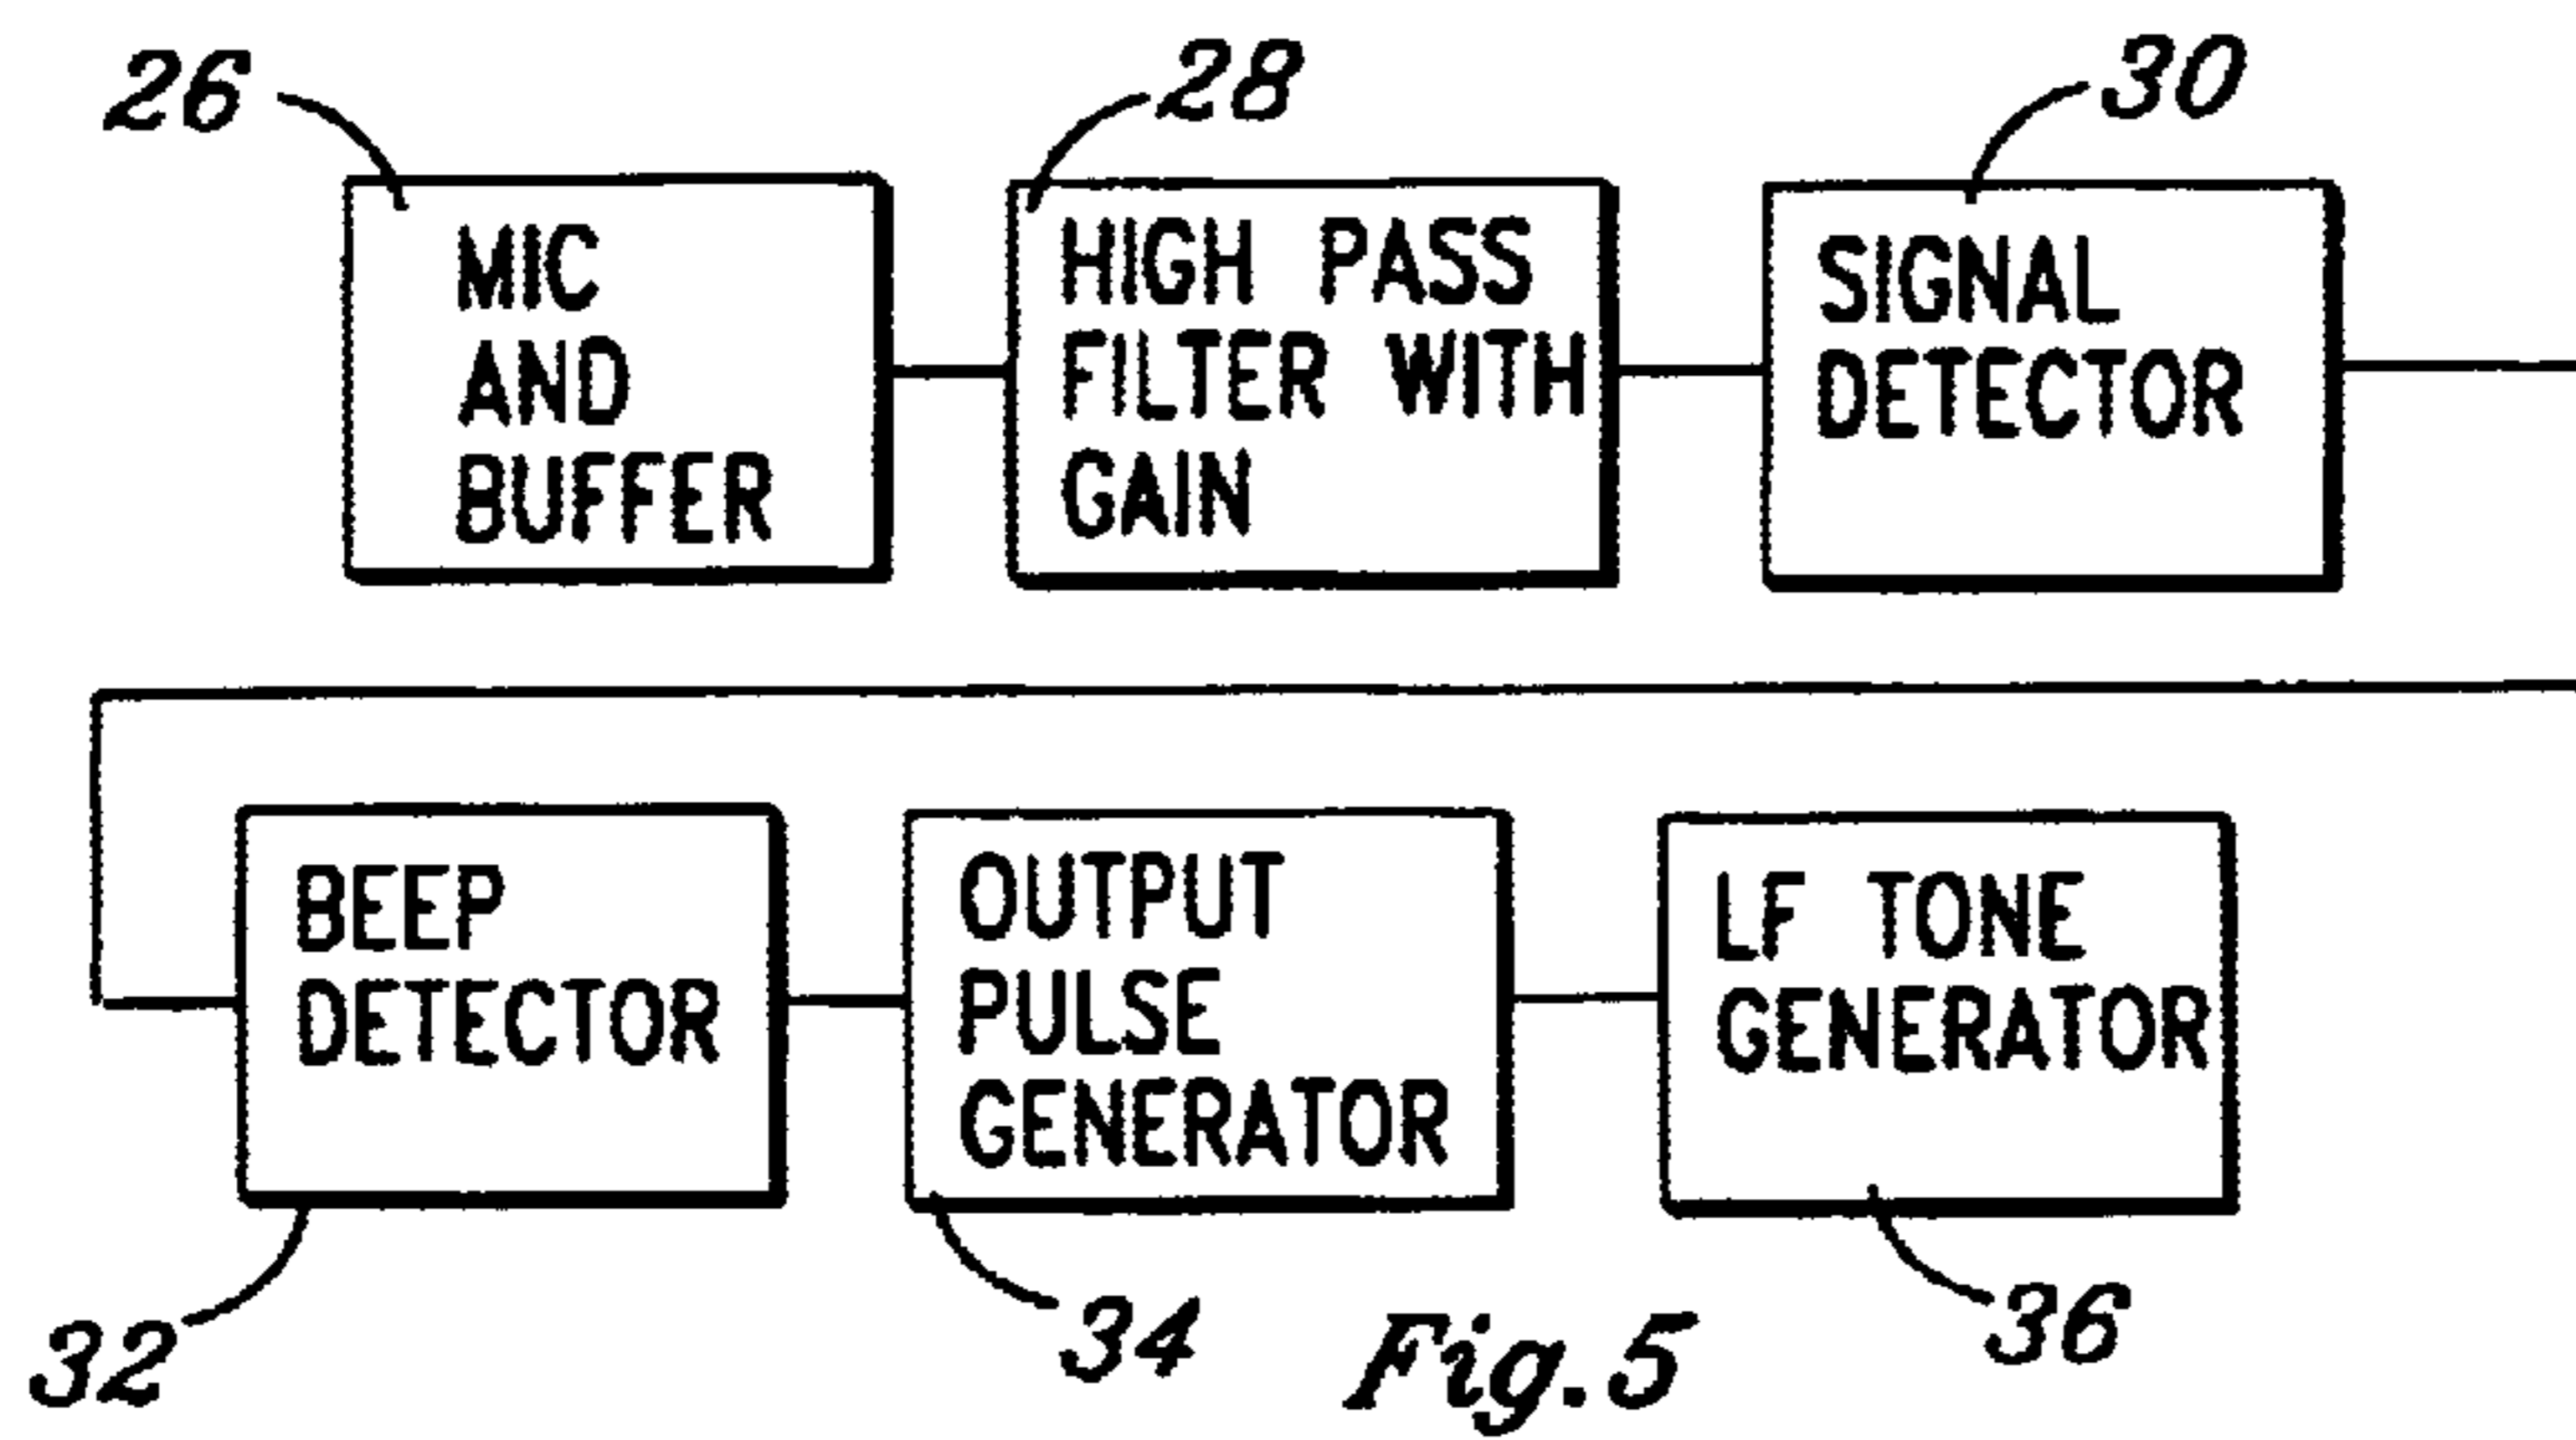 26
28
30
MIC
AND
BUFFER
HIGH PASS
FILTER WITH
GAIN
SIGNAL
DETECTOR
BEEP
DETECTOR
OUTPUT
PULSE
GENERATOR
LF TONE
GENERATOR
32
34
36
Fig.5